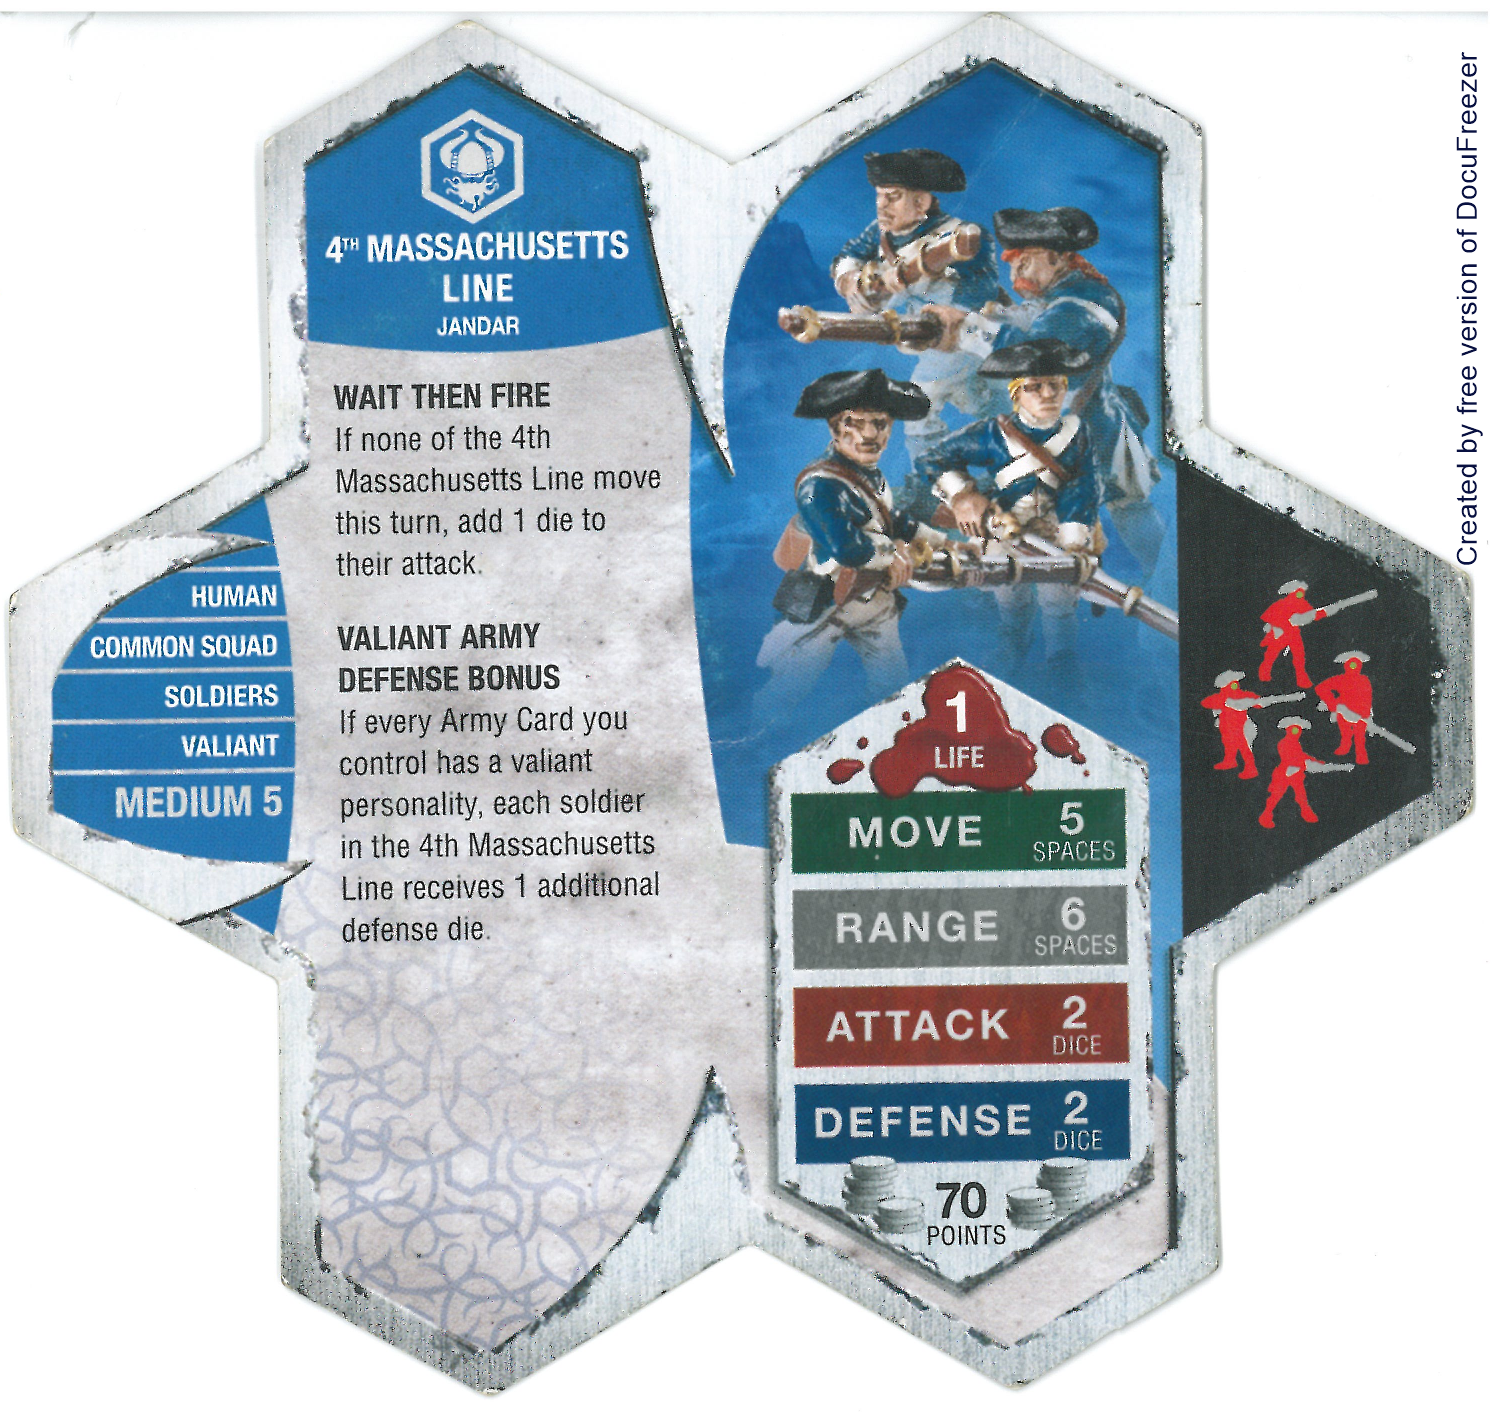 4TH MASSACHUSETTS
LINE
JANDAR
WAIT THEN FIRE
If none of the 4th
Massachusetts Line move
this turn, add 1 die to
their attack.
VALIANT ARMY
DEFENSE BONUS
If every Army Card you
control has a valiant
personality, each soldier
in the 4th Massachusetts
Line receives 1 additional
defense die.
HUMAN
COMMON SQUAD
SOLDIERS
VALIANT
MEDIUM 5
1
LIFE
MOVE 5
SPACES
RANGE 6
SPACES
ATTACK 2
DICE
DEFENSE 2
DICE
70
POINTS
Created by free version of DocuFreezer